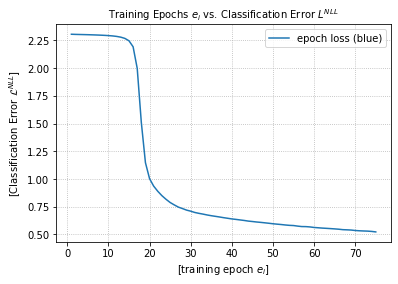 Training Epochs e_i vs. Classification Error L^NLL
epoch loss (blue)
[Classification Error ℒ^NLL]
2.25
2.00
1.75
1.50
1.25
1.00
0.75
0.50
0 10 20 30 40 50 60 70
[training epoch e_i]